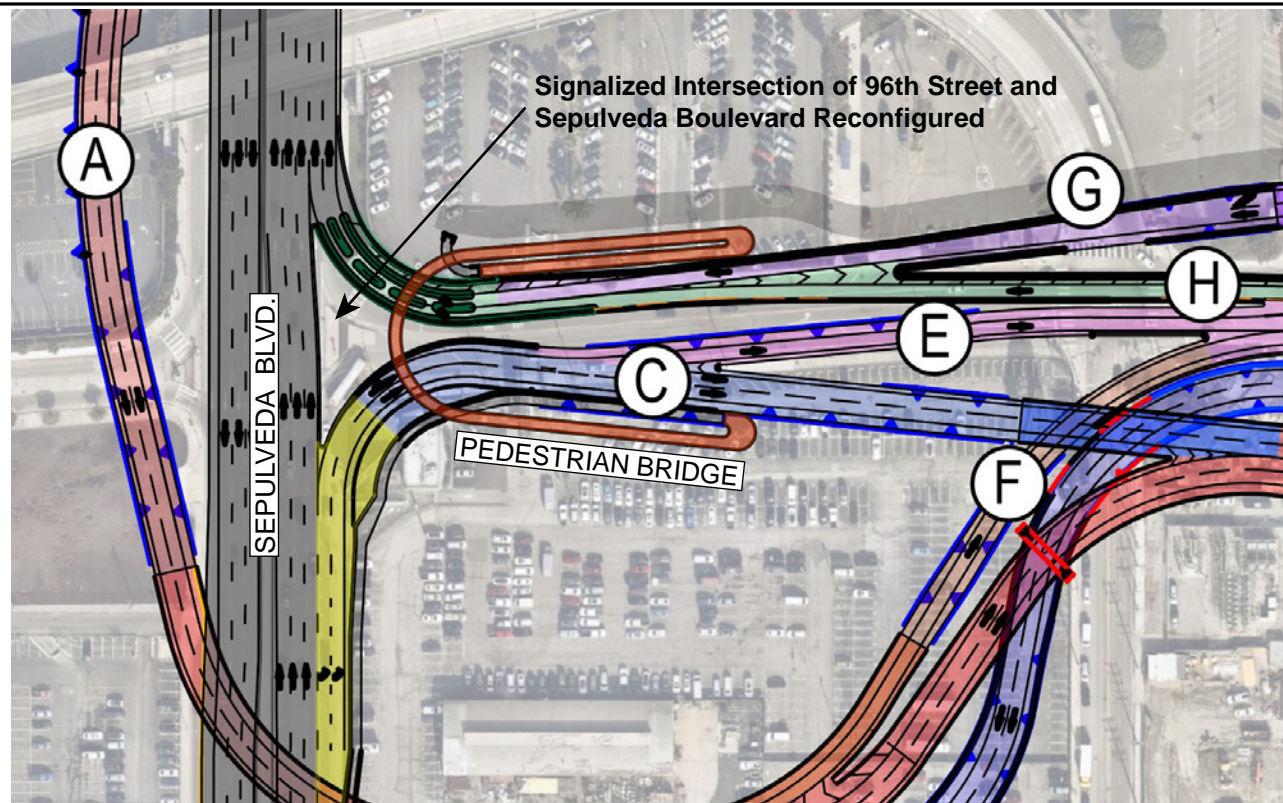 Signalized Intersection of 96th Street and
Sepulveda Boulevard Reconfigured
A
G
H
E
C
SEPULVEDA BLVD.
PEDESTRIAN BRIDGE
F